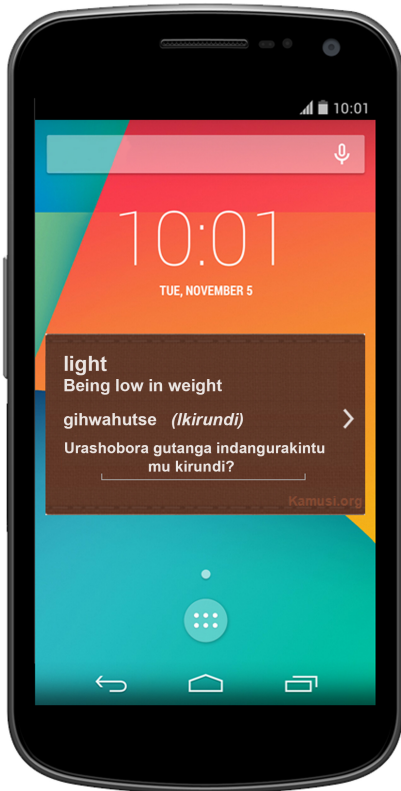 10:01
10:01
TUE, NOVEMBER 5
light
Being low in weight
gihwahutse (Ikirundi)
Urashobora gutanga indangurakintu
mu kirundi?
Kamusi.org